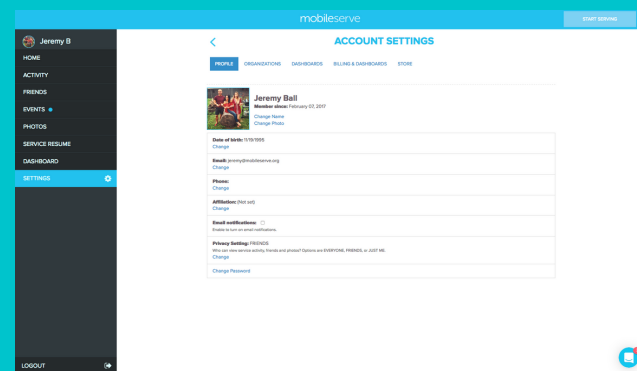 mobileserve
START SERVING
Jeremy B
HOME
ACTIVITY
FRIENDS
EVENTS
PHOTOS
SERVICE RESUME
DASHBOARD
SETTINGS
LOGOUT
ACCOUNT SETTINGS
PROFILE ORGANIZATIONS DASHBOARDS BILLING & DASHBOARDS STORE
Jeremy Ball
Member since: February 07, 2017
Change Name
Change Photo
Date of birth: 11/19/1995
Change
Email: jeremy@mobileserve.org
Change
Phone:
Change
Affiliation: (Not set)
Change
Email notifications:
Enable to turn on email notifications.
Privacy Setting: FRIENDS
Who can view service activity, friends and photos? Options are EVERYONE, FRIENDS, or JUST ME.
Change
Change Password